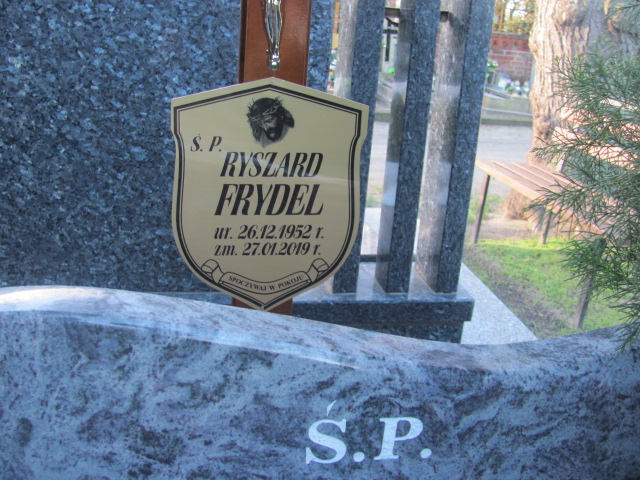 Ś. P.
RYSZARD
FRYDEL
ur. 26.12.1952 r.
zm. 27.01.2019 r.
SPOCZYWAJ W POKOJU
Ś.P.